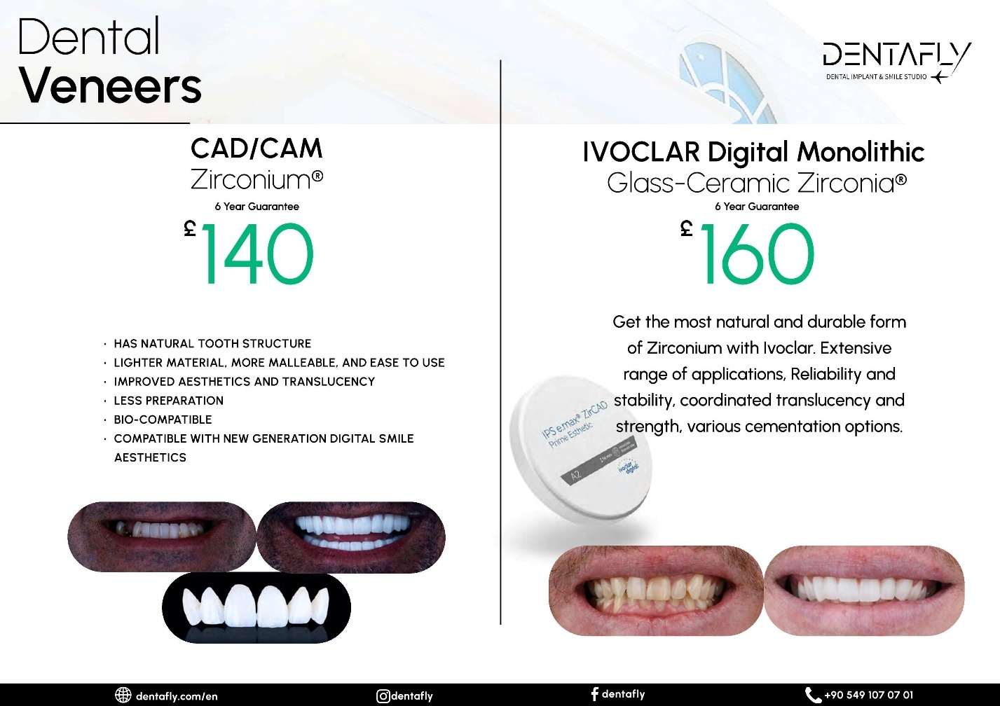 Dental
Veneers
DENTAFLY
DENTAL IMPLANT & SMILE STUDIO
CAD/CAM
Zirconium®
6 Year Guarantee
£
140
· HAS NATURAL TOOTH STRUCTURE
· LIGHTER MATERIAL, MORE MALLEABLE, AND EASE TO USE
· IMPROVED AESTHETICS AND TRANSLUCENCY
· LESS PREPARATION
· BIO-COMPATIBLE
· COMPATIBLE WITH NEW GENERATION DIGITAL SMILE
AESTHETICS
IVOCLAR Digital Monolithic
Glass-Ceramic Zirconia®
6 Year Guarantee
£
160
Get the most natural and durable form
of Zirconium with Ivoclar. Extensive
range of applications, Reliability and
stability, coordinated translucency and
strength, various cementation options.
IPS e.max® ZirCAD
Prime Esthetic
A2
ivoclar
digital
dentafly.com/en
dentafly
dentafly
+90 549 107 07 01